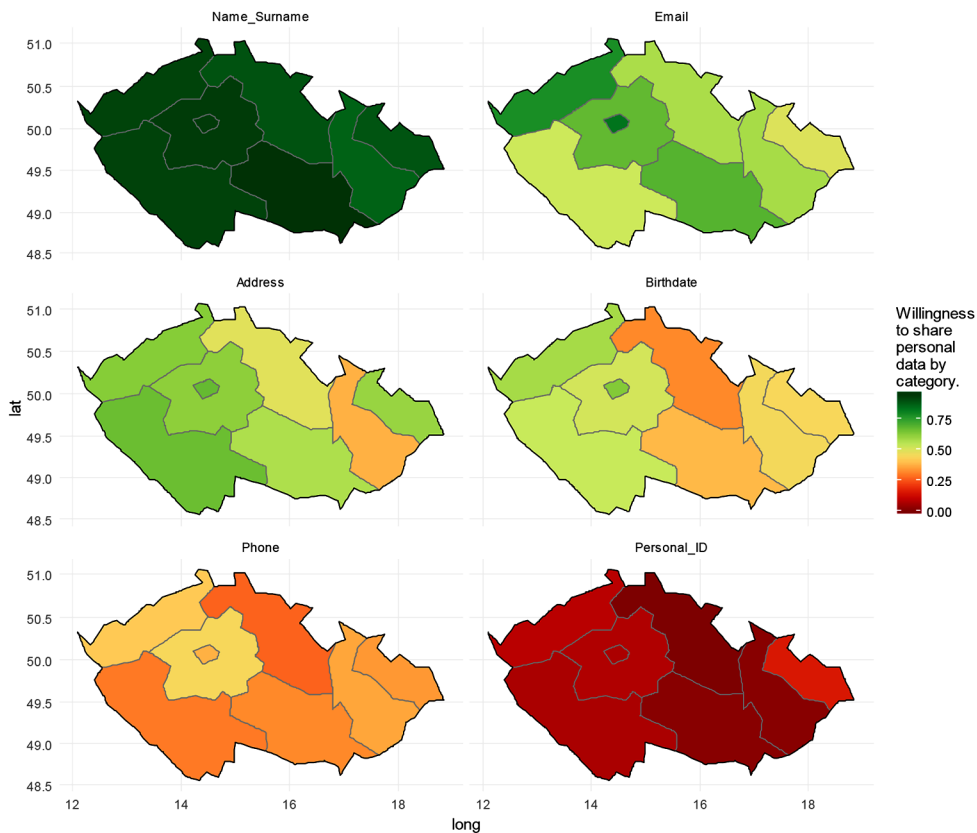 Name_Surname
Email
51.0
50.5
50.0
49.5
49.0
48.5
Address
Birthdate
51.0
50.5
50.0
49.5
49.0
48.5
lat
Willingness
to share
personal
data by
category.
0.75
0.50
0.25
0.00
Phone
Personal_ID
51.0
50.5
50.0
49.5
49.0
48.5
12
14
16
18
12
14
16
18
long